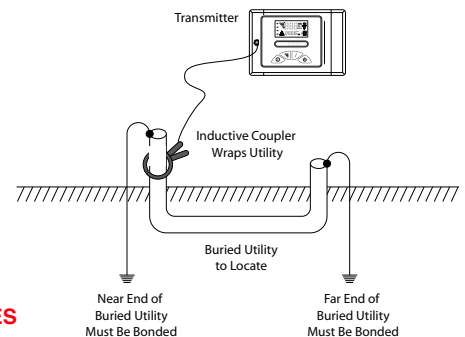 Transmitter
Inductive Coupler
Wraps Utility
Buried Utility
to Locate
Near End of
Buried Utility
Must Be Bonded
Far End of
Buried Utility
Must Be Bonded
ES